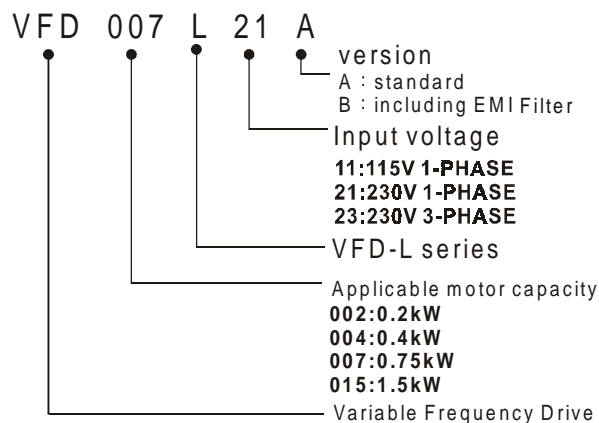 VFD 007 L 21 A
version
A : standard
B : including EMI Filter
Input voltage
11:115V 1-PHASE
21:230V 1-PHASE
23:230V 3-PHASE
VFD-L series
Applicable motor capacity
002:0.2kW
004:0.4kW
007:0.75kW
015:1.5kW
Variable Frequency Drive